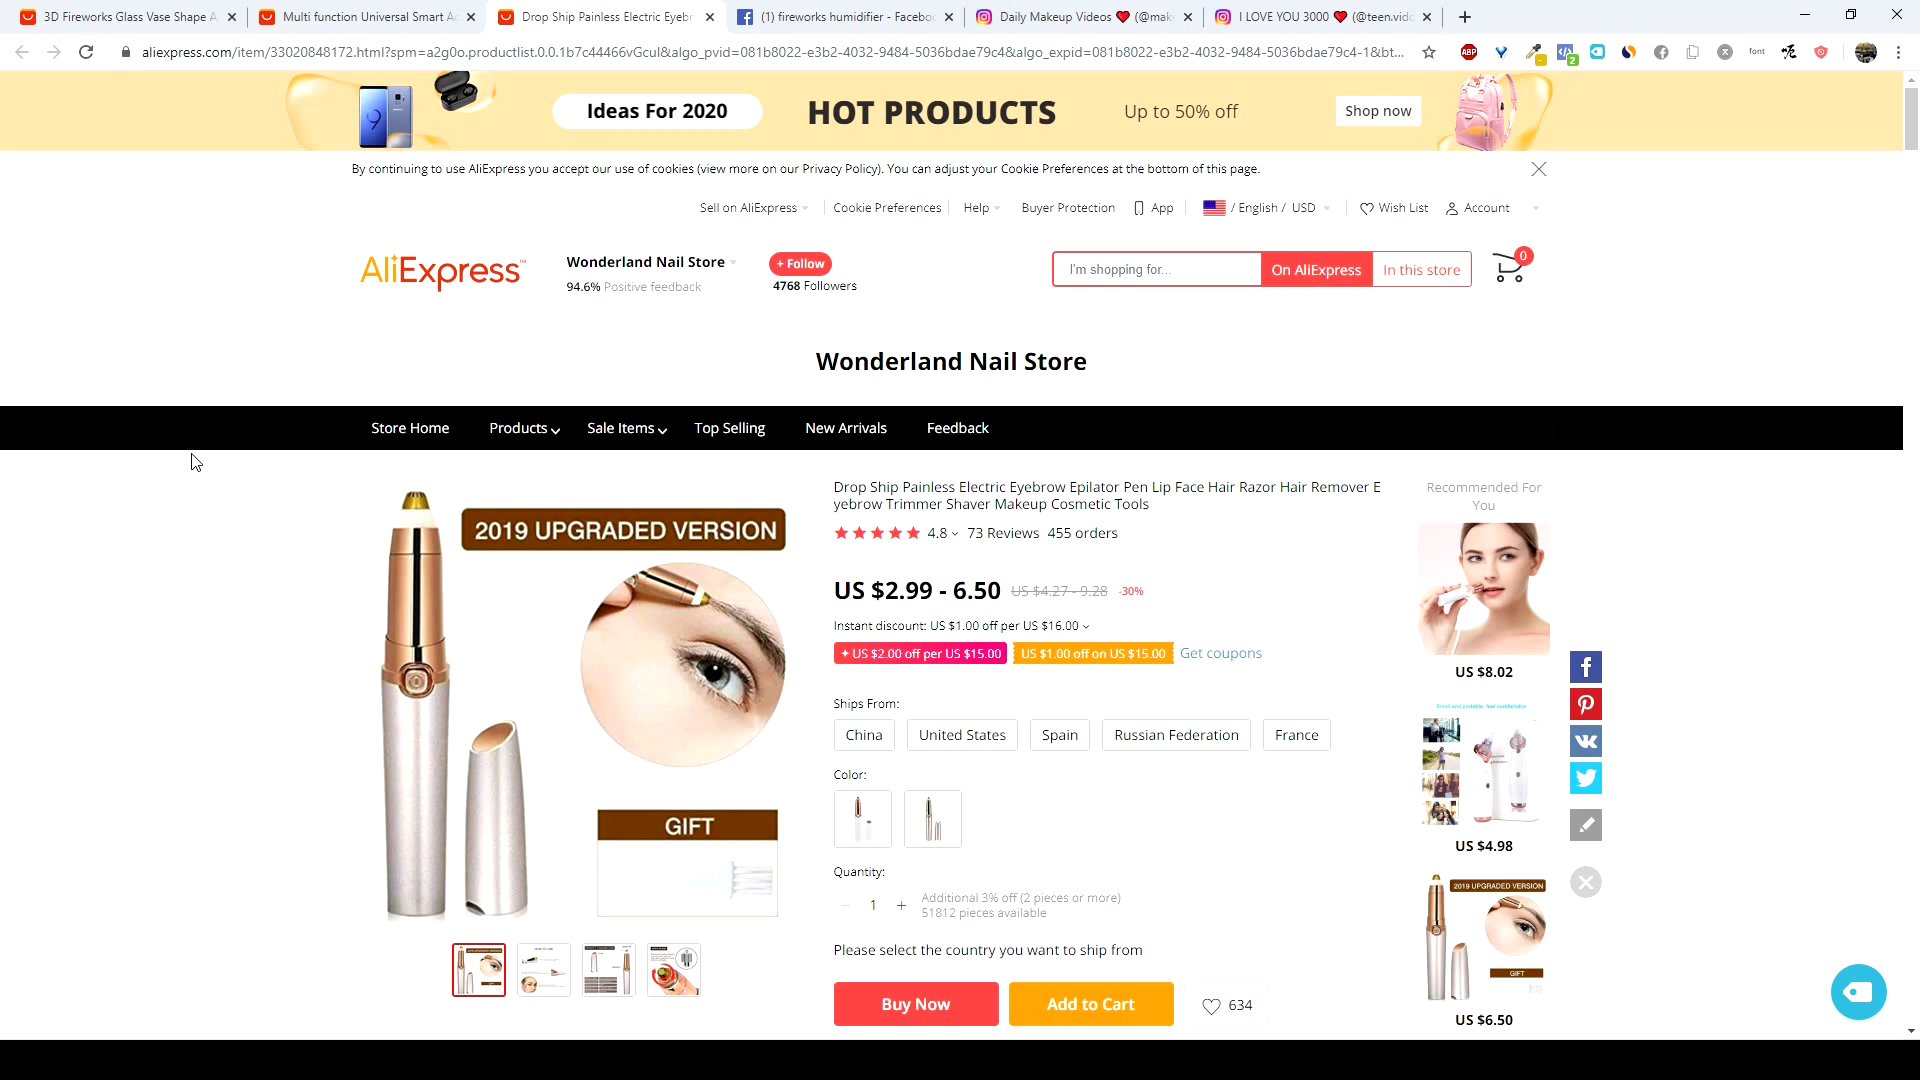 3D Fireworks Glass Vase Shape A
Multi function Universal Smart Ac
Drop Ship Painless Electric Eyebr
(1) fireworks humidifier - Faceboo
Daily Makeup Videos ❤ (@mak
I LOVE YOU 3000 ❤ (@teen.vidd
aliexpress.com/item/33020848172.html?spm=a2g0o.productlist.0.0.1b7c44466vGcul&algo_pvid=081b8022-e3b2-4032-9484-5036bdae79c4&algo_expid=081b8022-e3b2-4032-9484-5036bdae79c4-1&bt...
ABP
2
font
9
Ideas For 2020
HOT PRODUCTS
Up to 50% off
Shop now
By continuing to use AliExpress you accept our use of cookies (view more on our Privacy Policy). You can adjust your Cookie Preferences at the bottom of this page.
Sell on AliExpress
Cookie Preferences
Help
Buyer Protection
App
/ English / USD
Wish List
Account
AliExpress™
Wonderland Nail Store
94.6% Positive feedback
+ Follow
4768 Followers
I'm shopping for...
On AliExpress
In this store
0
Wonderland Nail Store
Store Home
Products
Sale Items
Top Selling
New Arrivals
Feedback
2019 UPGRADED VERSION
GIFT
Drop Ship Painless Electric Eyebrow Epilator Pen Lip Face Hair Razor Hair Remover E
yebrow Trimmer Shaver Makeup Cosmetic Tools
4.8 73 Reviews 455 orders
US $2.99 - 6.50 US $4.27 - 9.28 -30%
Instant discount: US $1.00 off per US $16.00
+ US $2.00 off per US $15.00
US $1.00 off on US $15.00
Get coupons
Ships From:
China
United States
Spain
Russian Federation
France
Color:
Quantity:
− 1 +
Additional 3% off (2 pieces or more)
51812 pieces available
Please select the country you want to ship from
Buy Now
Add to Cart
634
Recommended For
You
US $8.02
Small and portable, feel comfortable
US $4.98
2019 UPGRADED VERSION
GIFT
US $6.50